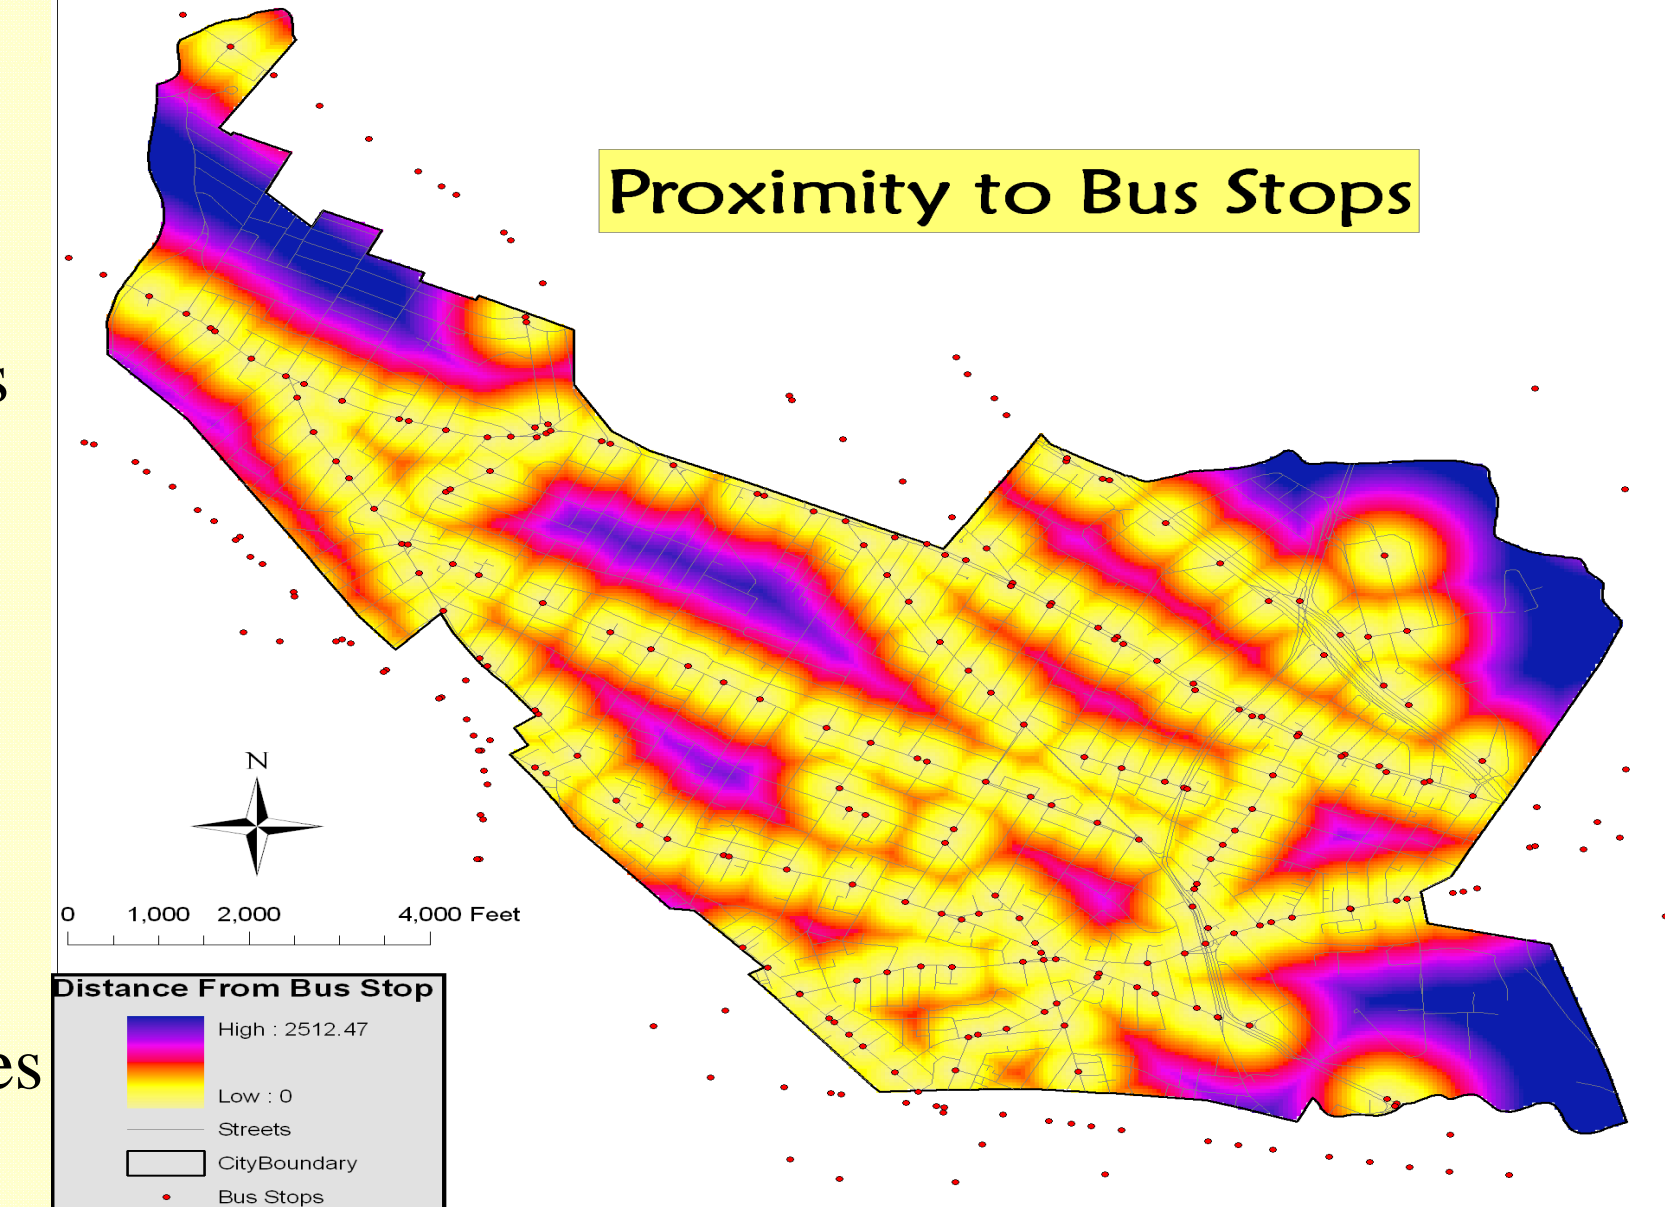 s
es
Proximity to Bus Stops
N
0 1,000 2,000 4,000 Feet
Distance From Bus Stop
High : 2512.47
Low : 0
Streets
CityBoundary
Bus Stops